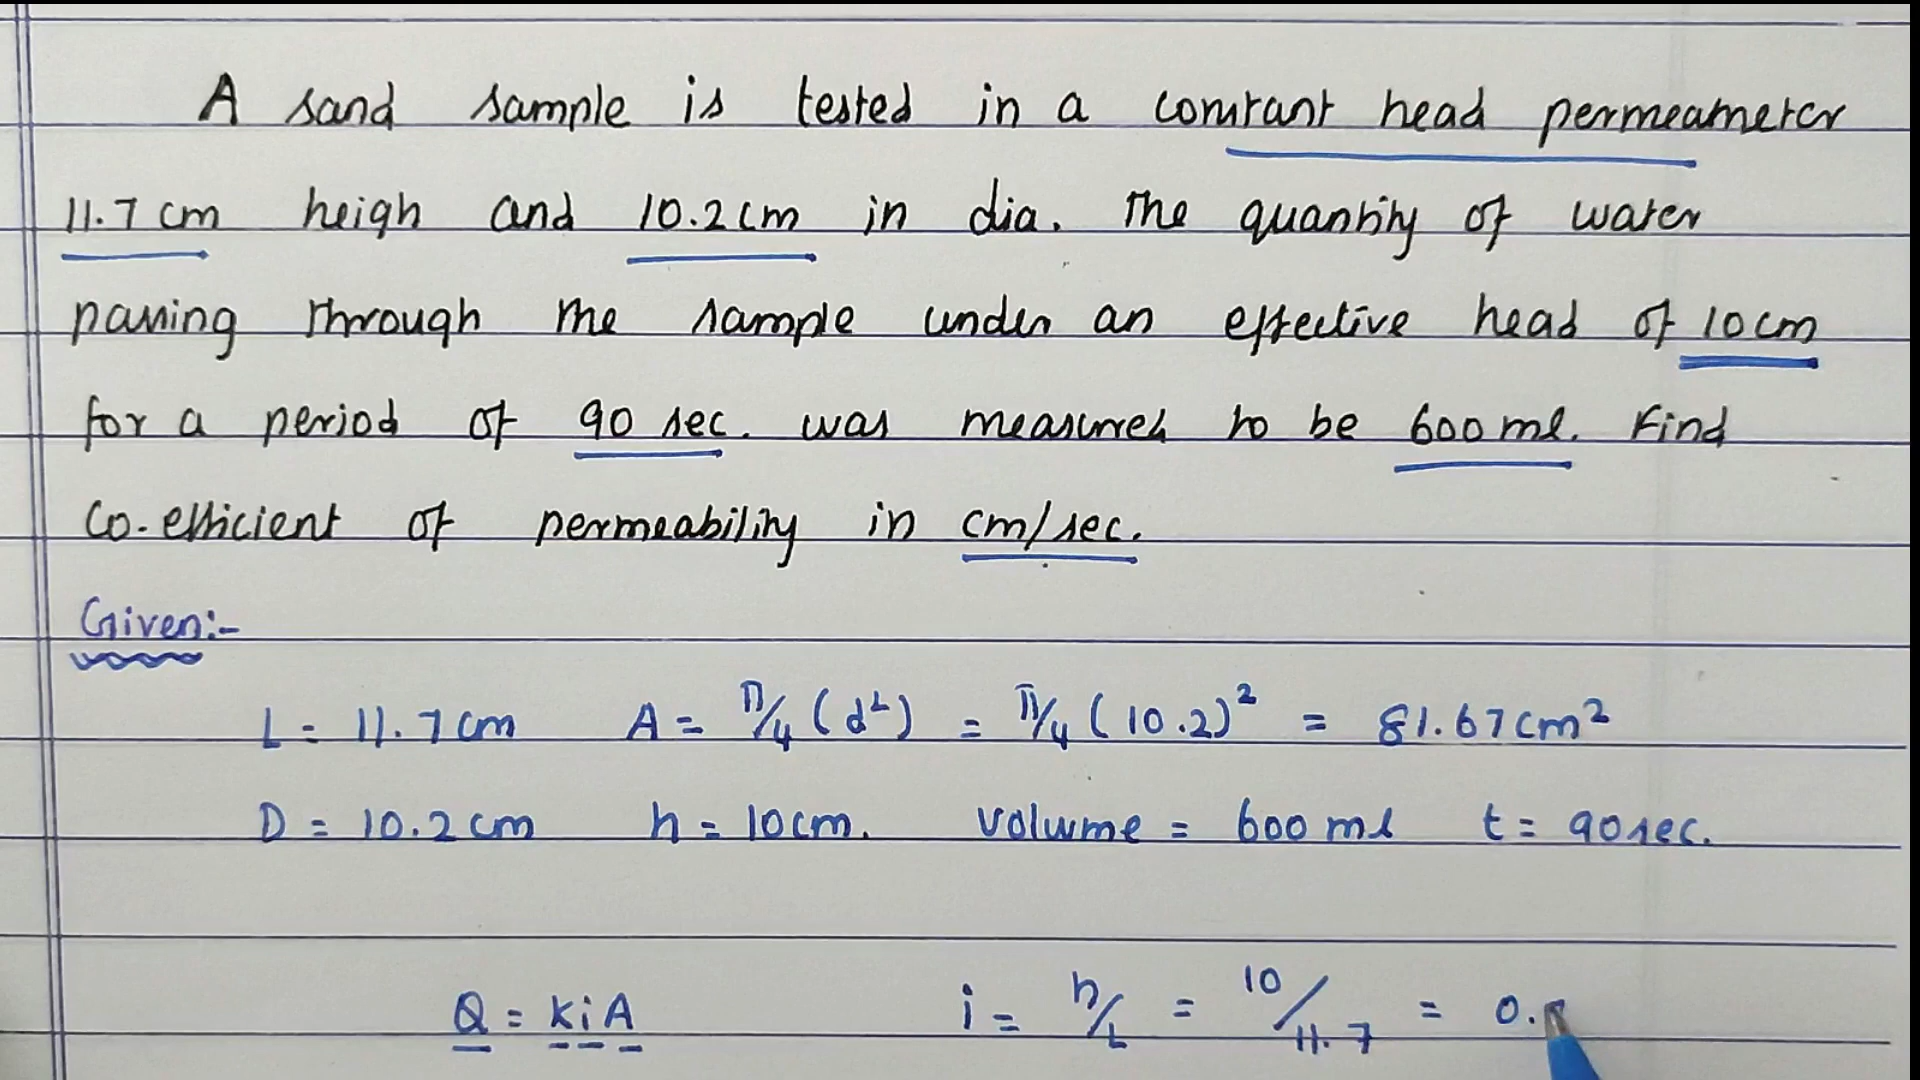 A sand sample is tested in a constant head permeameter
11.7 cm heigh and 10.2 cm in dia. The quantity of water
passing through the sample under an effective head of 10 cm
for a period of 90 sec. was measured to be 600 ml. Find
Co-efficient of permeability in cm/sec.
Given:-
L = 11.7 cm A = π/4 (d²) = π/4 (10.2)² = 81.67 cm²
D = 10.2 cm h = 10 cm. volume = 600 ml t = 90 sec.
Q = KiA i = h/L = 10/11.7 = 0.